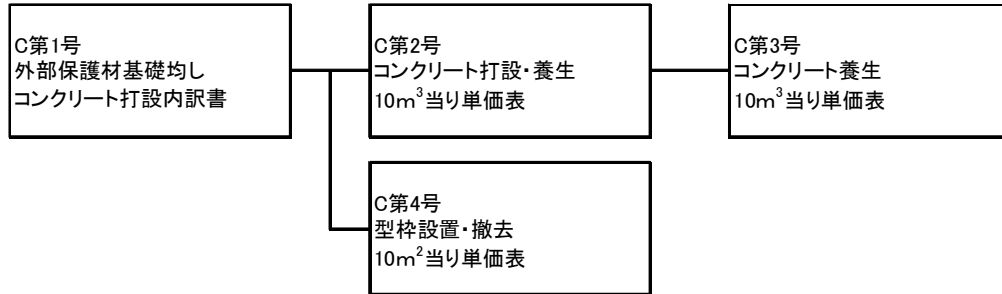 C第1号
外部保護材基礎均し
コンクリート打設内訳書
C第2号
コンクリート打設・養生
10m³当り単価表
C第3号
コンクリート養生
10m³当り単価表
C第4号
型枠設置・撤去
10m²当り単価表